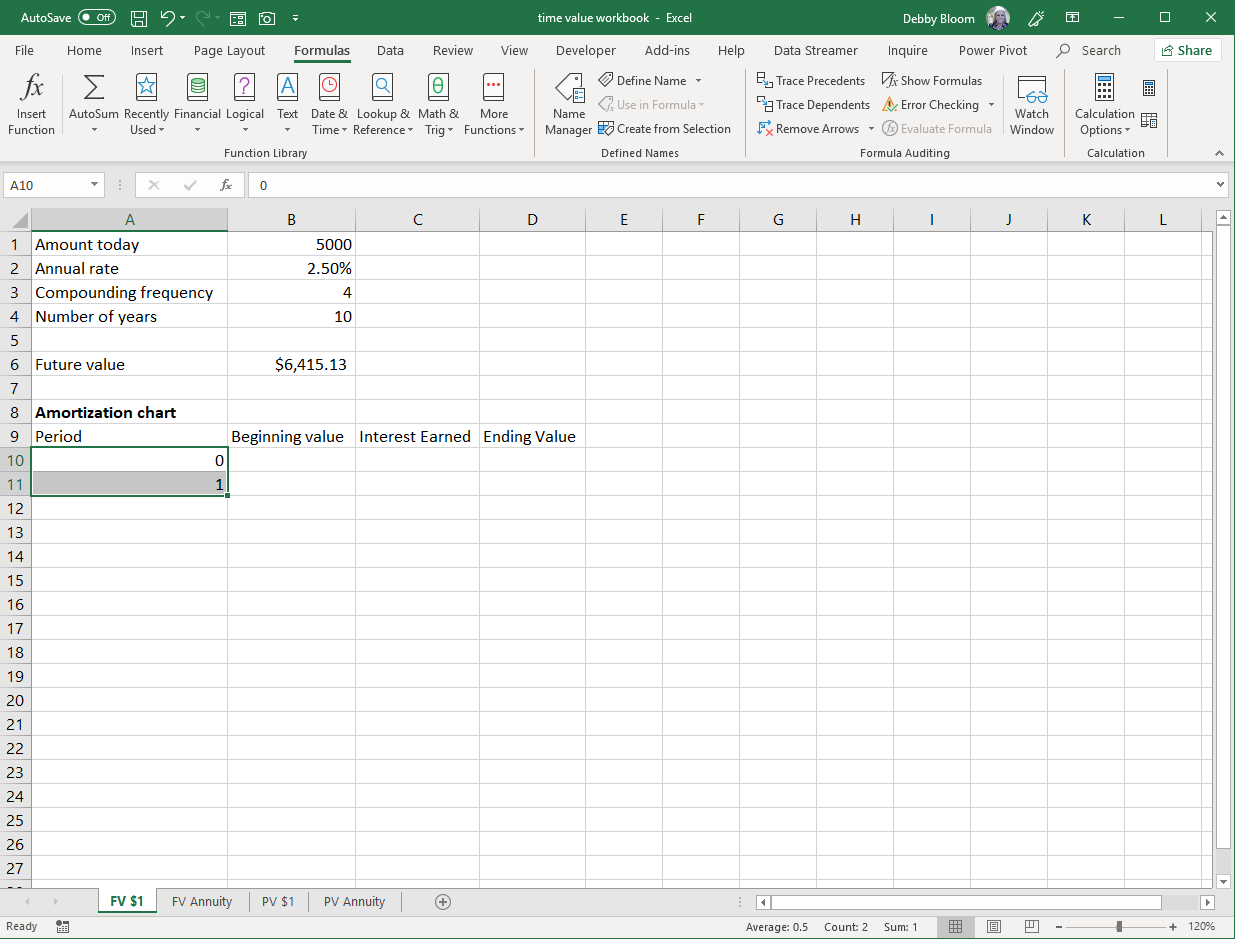 AutoSave Off time value workbook - Excel Debby Bloom
File Home Insert Page Layout Formulas Data Review View Developer Add-ins Help Data Streamer Inquire Power Pivot Search Share
fx Insert Function
AutoSum
Recently Used
Financial
Logical
Text
Date & Time
Lookup & Reference
Math & Trig
More Functions
Function Library
Name Manager
Define Name
Use in Formula
Create from Selection
Defined Names
Trace Precedents
Trace Dependents
Remove Arrows
Show Formulas
Error Checking
Evaluate Formula
Formula Auditing
Watch Window
Calculation Options
Calculation
A10 fx 0
A B C D E F G H I J K L
1 Amount today 5000
2 Annual rate 2.50%
3 Compounding frequency 4
4 Number of years 10
5
6 Future value $6,415.13
7
8 Amortization chart
9 Period Beginning value Interest Earned Ending Value
10 0
11 1
12
13
14
15
16
17
18
19
20
21
22
23
24
25
26
27
FV $1 FV Annuity PV $1 PV Annuity
Ready Average: 0.5 Count: 2 Sum: 1 120%